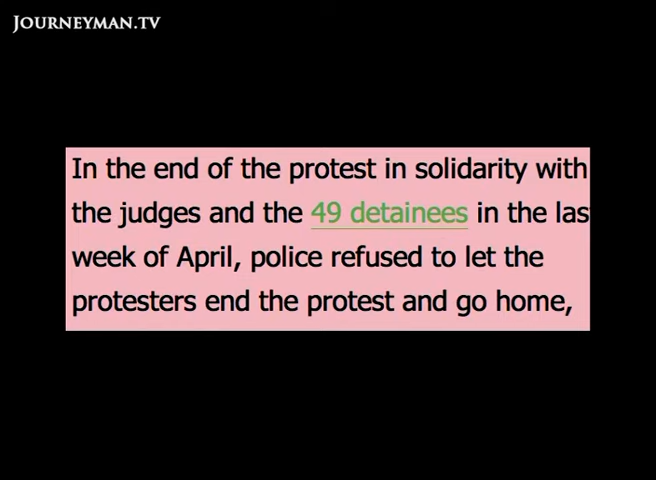 JOURNEYMAN.TV
In the end of the protest in solidarity with
the judges and the 49 detainees in the las
week of April, police refused to let the
protesters end the protest and go home,